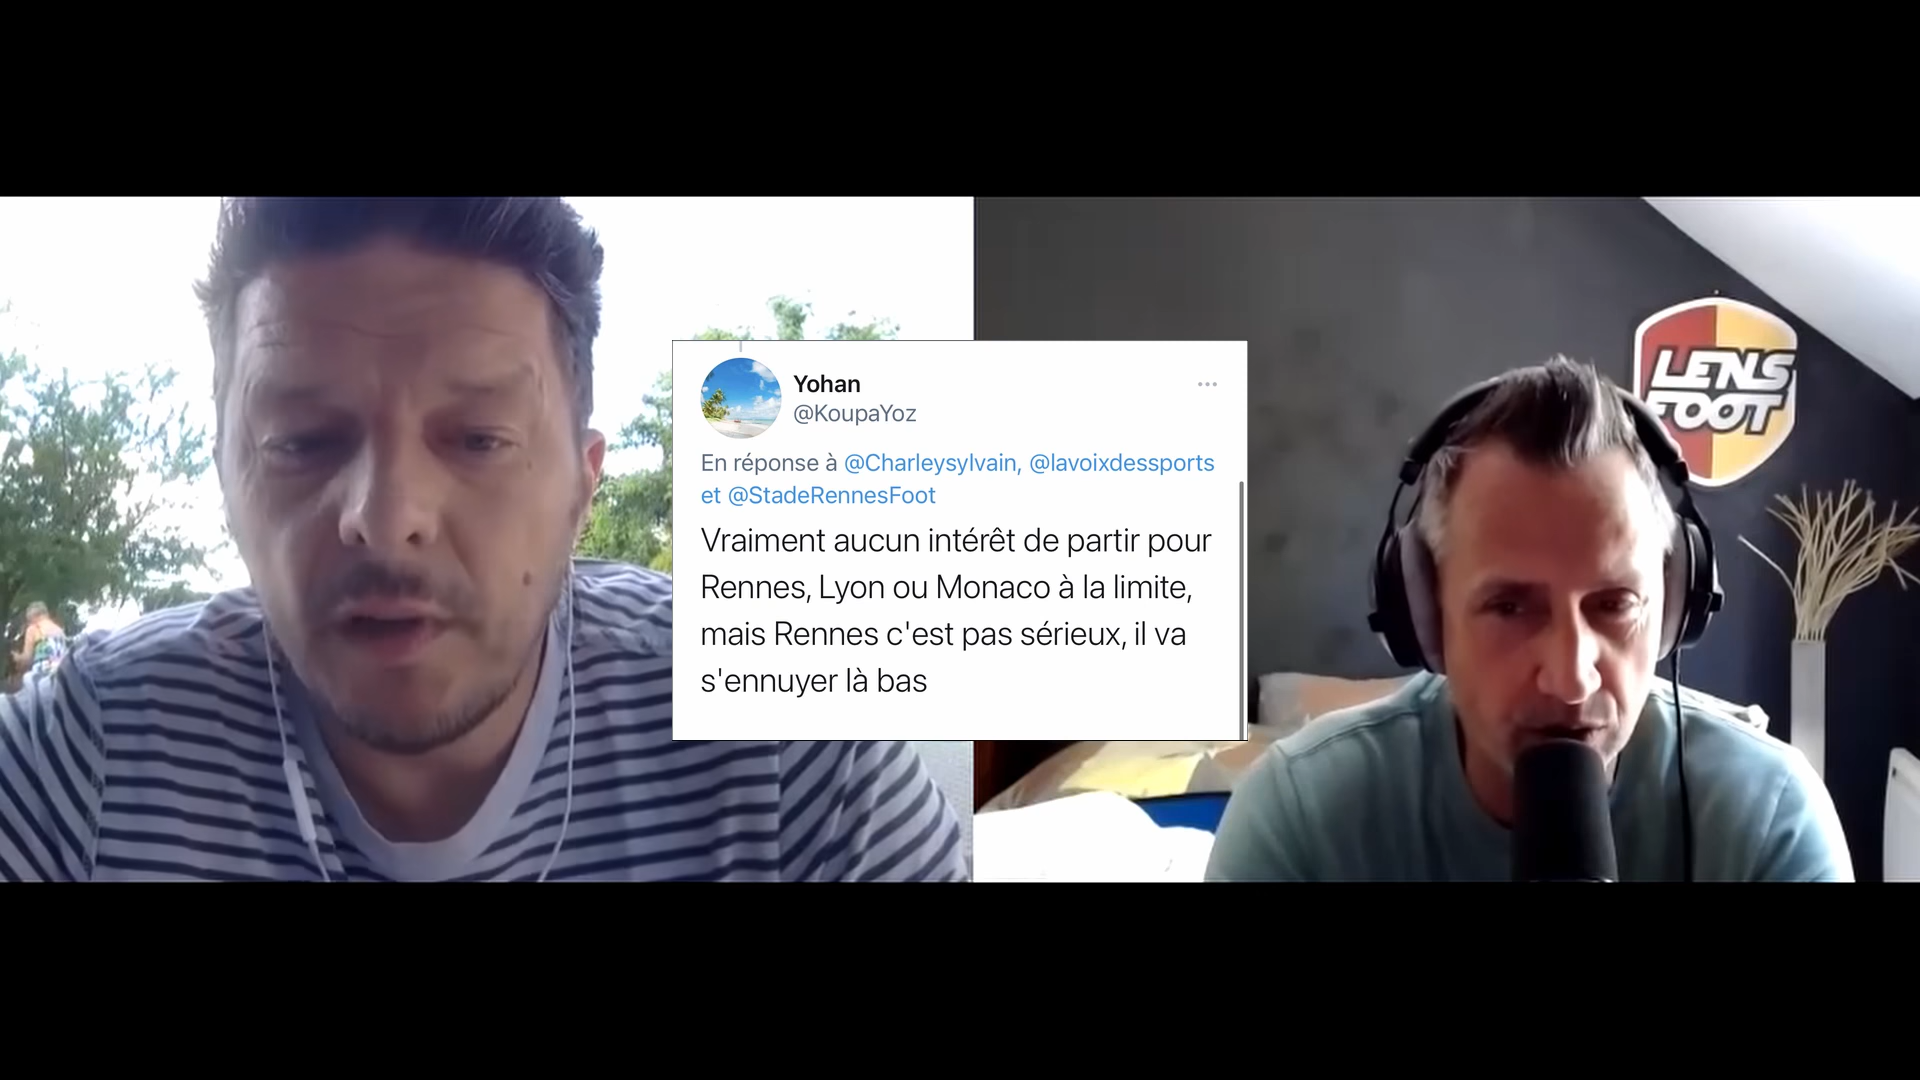 Yohan
@KoupaYoz
En réponse à @Charleysylvain, @lavoixdessports
et @StadeRennesFoot
Vraiment aucun intérêt de partir pour
Rennes, Lyon ou Monaco à la limite,
mais Rennes c'est pas sérieux, il va
s'ennuyer là bas
LENS
FOOT